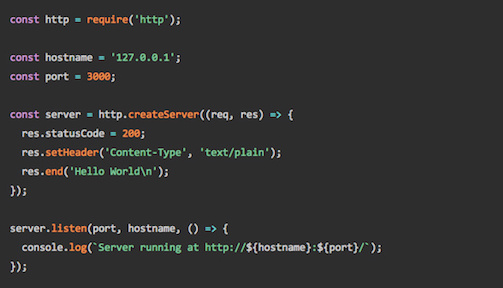 const http = require('http');

const hostname = '127.0.0.1';
const port = 3000;

const server = http.createServer((req, res) => {
  res.statusCode = 200;
  res.setHeader('Content-Type', 'text/plain');
  res.end('Hello World\n');
});

server.listen(port, hostname, () => {
  console.log(`Server running at http://${hostname}:${port}/`);
});